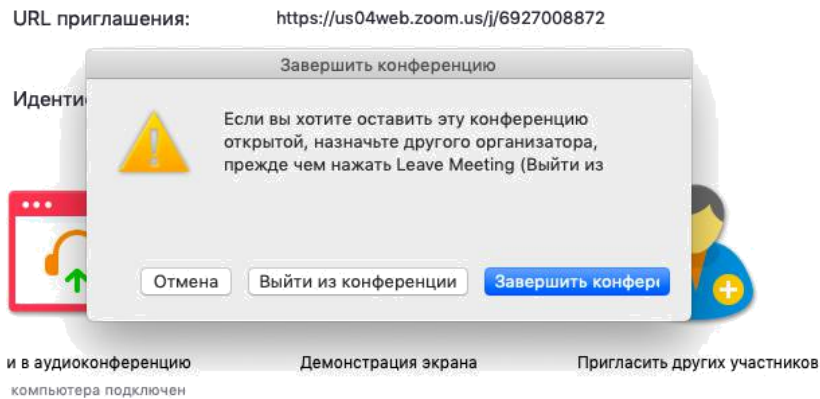 URL приглашения: https://us04web.zoom.us/j/6927008872
Завершить конференцию
Если вы хотите оставить эту конференцию
открытой, назначьте другого организатора,
прежде чем нажать Leave Meeting (Выйти из
Отмена Выйти из конференции Завершить
и в аудиоконференцию Демонстрация экрана Пригласить других участников
компьютера подключен